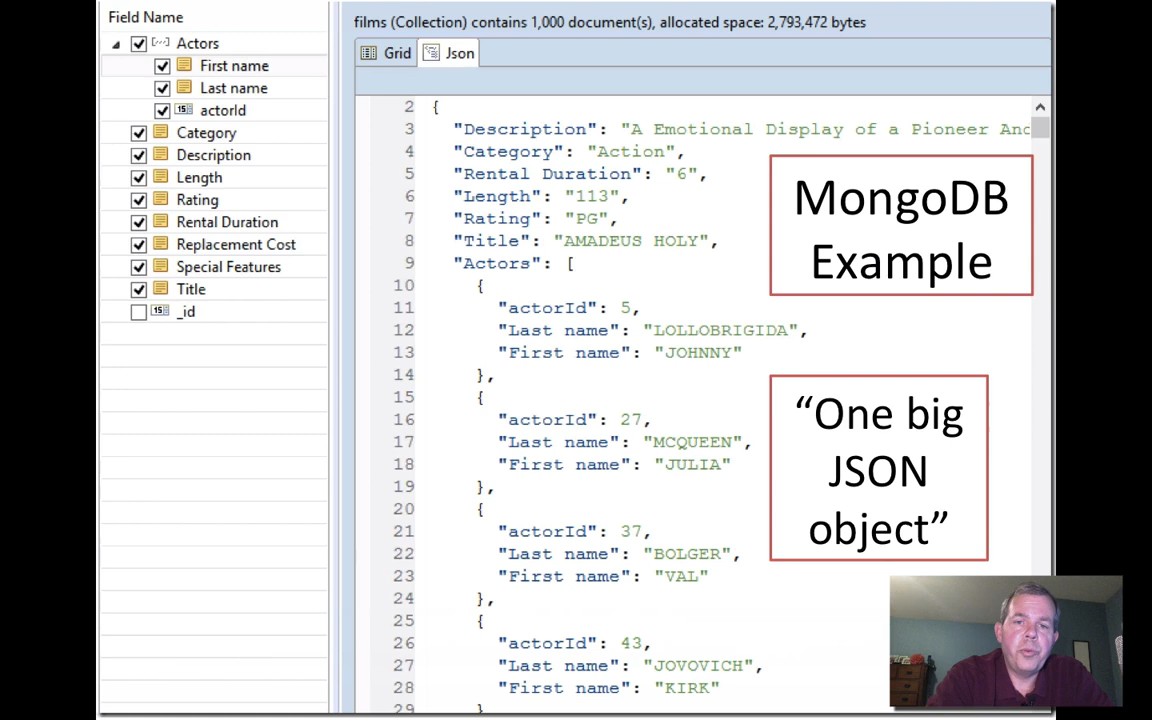 Field Name
Actors
First name
Last name
actorId
Category
Description
Length
Rating
Rental Duration
Replacement Cost
Special Features
Title
_id
films (Collection) contains 1,000 document(s), allocated space: 2,793,472 bytes
Grid Json
2 {
3 "Description": "A Emotional Display of a Pioneer And
4 "Category": "Action",
5 "Rental Duration": "6",
6 "Length": "113",
7 "Rating": "PG",
8 "Title": "AMADEUS HOLY",
9 "Actors": [
10 {
11 "actorId": 5,
12 "Last name": "LOLLOBRIGIDA",
13 "First name": "JOHNNY"
14 },
15 {
16 "actorId": 27,
17 "Last name": "MCQUEEN",
18 "First name": "JULIA"
19 },
20 {
21 "actorId": 37,
22 "Last name": "BOLGER",
23 "First name": "VAL"
24 },
25 {
26 "actorId": 43,
27 "Last name": "JOVOVICH",
28 "First name": "KIRK"
29 }
MongoDB
Example
“One big
JSON
object”